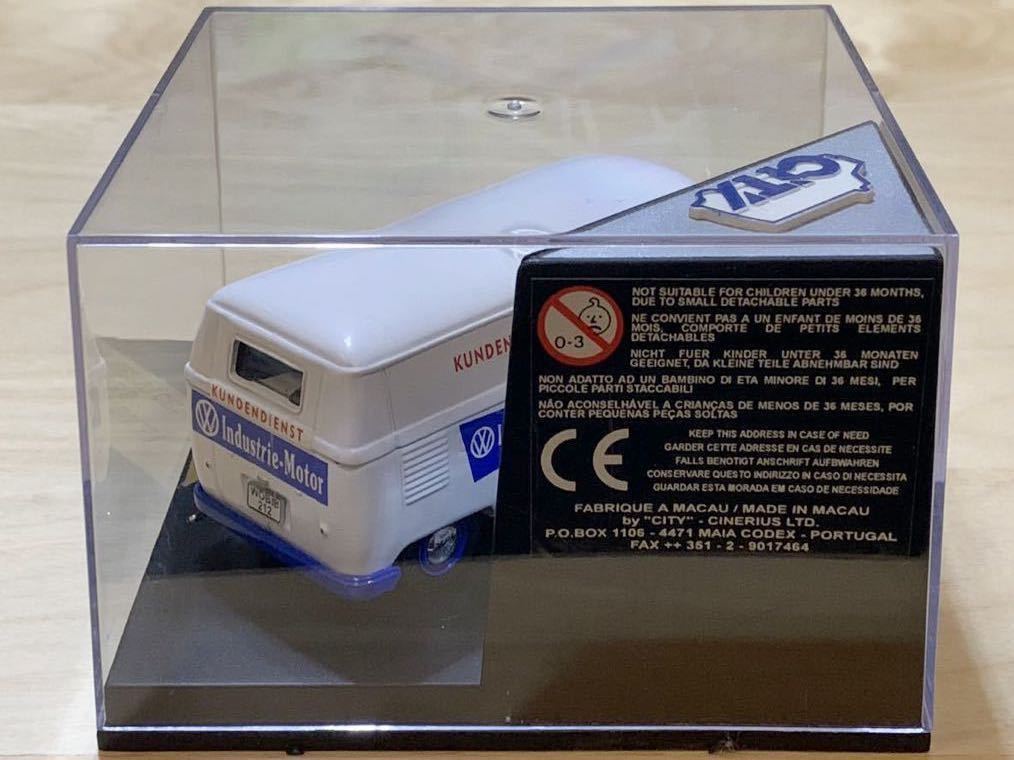 CITY
NOT SUITABLE FOR CHILDREN UNDER 36 MONTHS,
DUE TO SMALL DETACHABLE PARTS
NE CONVIENT PAS A UN ENFANT DE MOINS DE 36
MOIS, COMPORTE DE PETITS ELEMENTS
DETACHABLES
NICHT FUER KINDER UNTER 36 MONATEN
GEEIGNET, DA KLEINE TEILE ABNEHMBAR SIND
0-3
NON ADATTO AD UN BAMBINO DI ETA MINORE DI 36 MESI, PER
PICCOLE PARTI STACCABILI
NÃO ACONSELHÁVEL A CRIANÇAS DE MENOS DE 36 MESES, POR
CONTER PEQUENAS PEÇAS SOLTAS
CE
KEEP THIS ADDRESS IN CASE OF NEED
GARDER CETTE ADRESSE EN CAS DE NECESSITE
FALLS BENOTIGT ANSCHRIFT AUFBWAHREN
CONSERVARE QUESTO INDIRIZZO IN CASO DI NECESSITA
GUARDAR ESTA MORADA EM CASO DE NECESSIDADE
FABRIQUE A MACAU / MADE IN MACAU
by "CITY" - CINERIUS LTD.
P.O.BOX 1106 - 4471 MAIA CODEX - PORTUGAL
FAX ++ 351 - 2 - 9017464
KUNDEN
KUNDENDIENST
VW Industrie-Motor
VW I
212